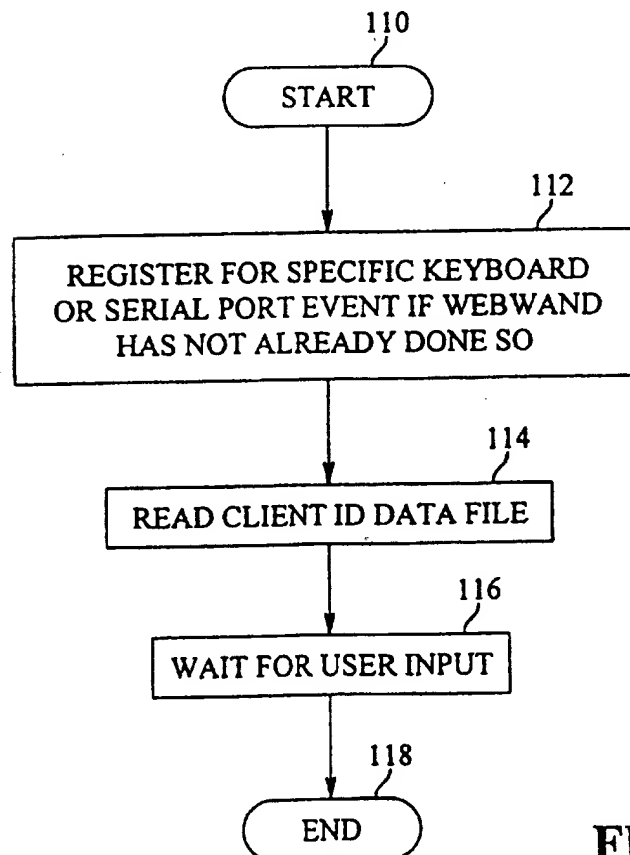 110
START
112
REGISTER FOR SPECIFIC KEYBOARD
OR SERIAL PORT EVENT IF WEBWAND
HAS NOT ALREADY DONE SO
114
READ CLIENT ID DATA FILE
116
WAIT FOR USER INPUT
118
END